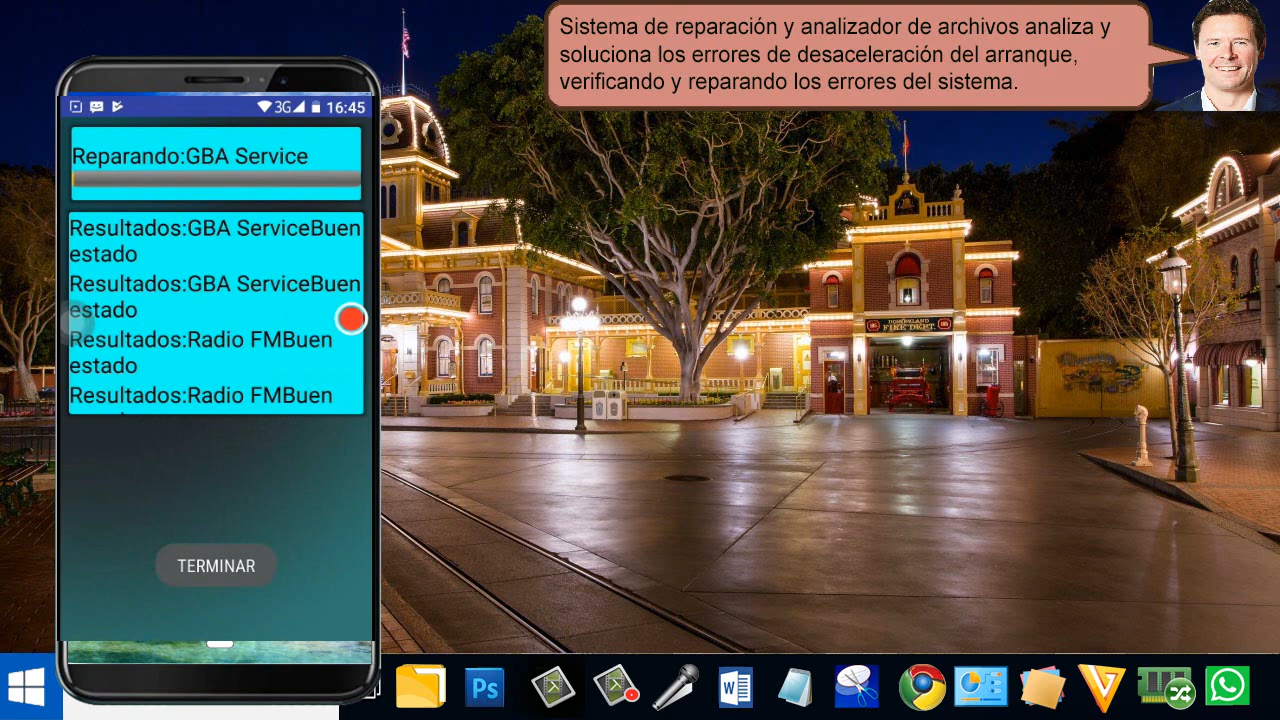 Sistema de reparación y analizador de archivos analiza y
soluciona los errores de desaceleración del arranque,
verificando y reparando los errores del sistema.
3G 16:45
Reparando:GBA Service
Resultados:GBA ServiceBuen
estado
Resultados:GBA ServiceBuen
estado
Resultados:Radio FMBuen
estado
Resultados:Radio FMBuen
TERMINAR
DISNEYLAND
FIRE DEPT.
Ps
W